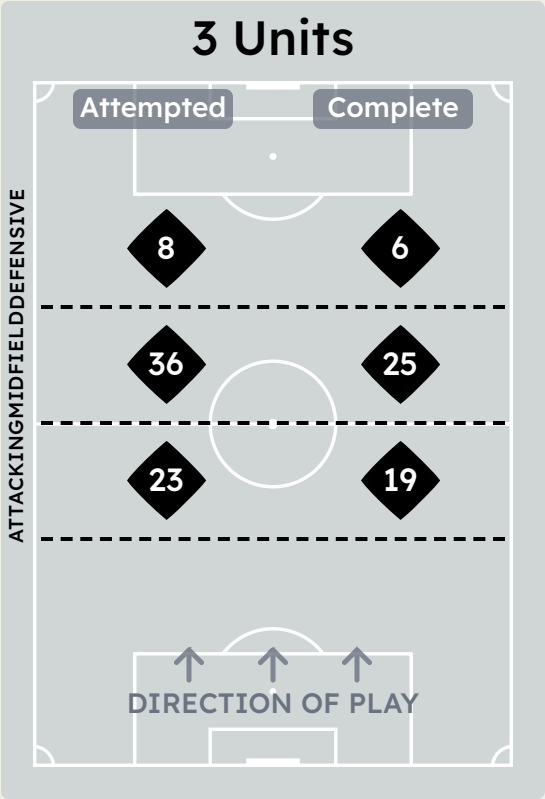 3 Units
Attempted Complete
ATTACKINGMIDFIELDDEFENSIVE
8 6
36 25
23 19
DIRECTION OF PLAY